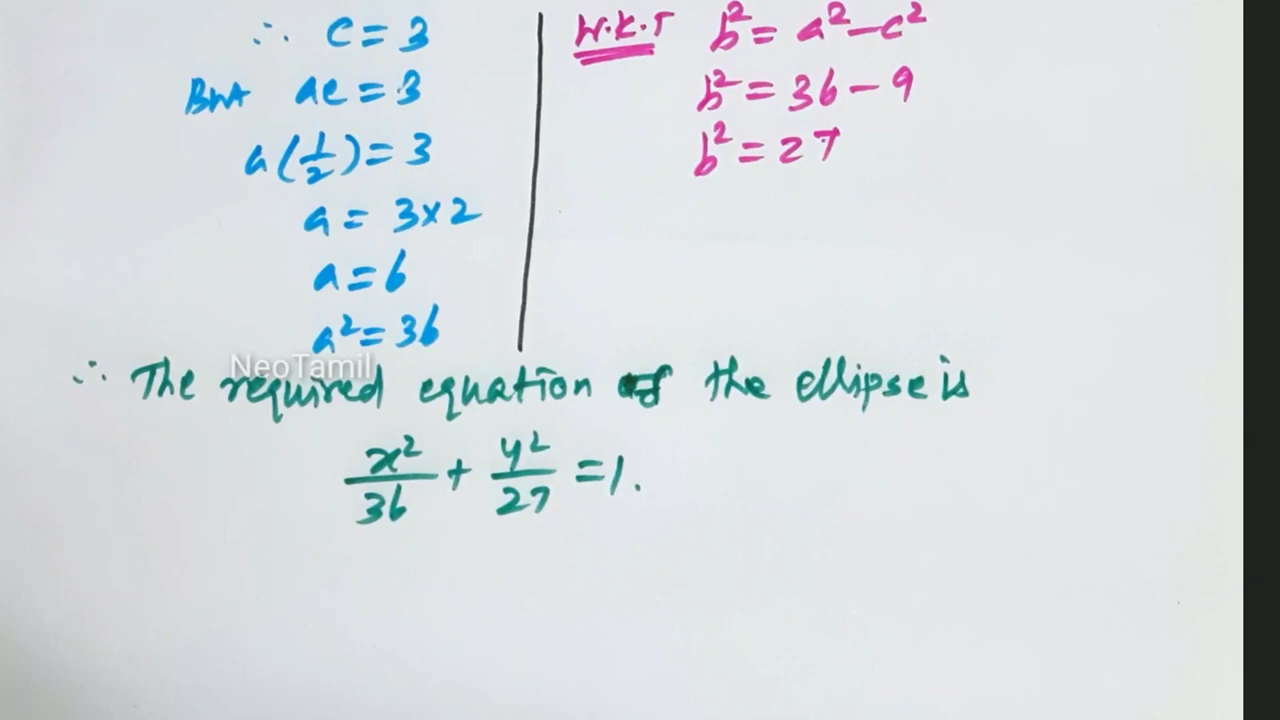 ∴ c = 3
But ae = 3
a(1/2) = 3
a = 3×2
a = 6
a² = 36
W.K.T b² = a² - c²
b² = 36 - 9
b² = 27
NeoTamil
∴ The required equation of the ellipse is
x²/36 + y²/27 = 1.